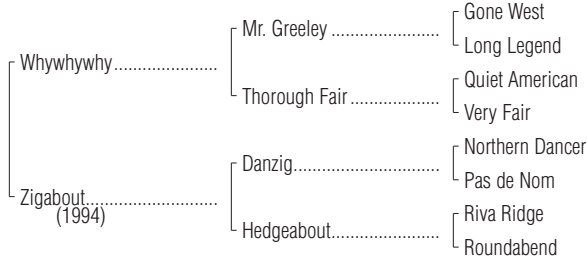 Gone West
Mr. Greeley
Long Legend
Whywhywhy
Quiet American
Thorough Fair
Very Fair
Northern Dancer
Danzig
Pas de Nom
Zigabout
(1994)
Riva Ridge
Hedgeabout
Roundabend